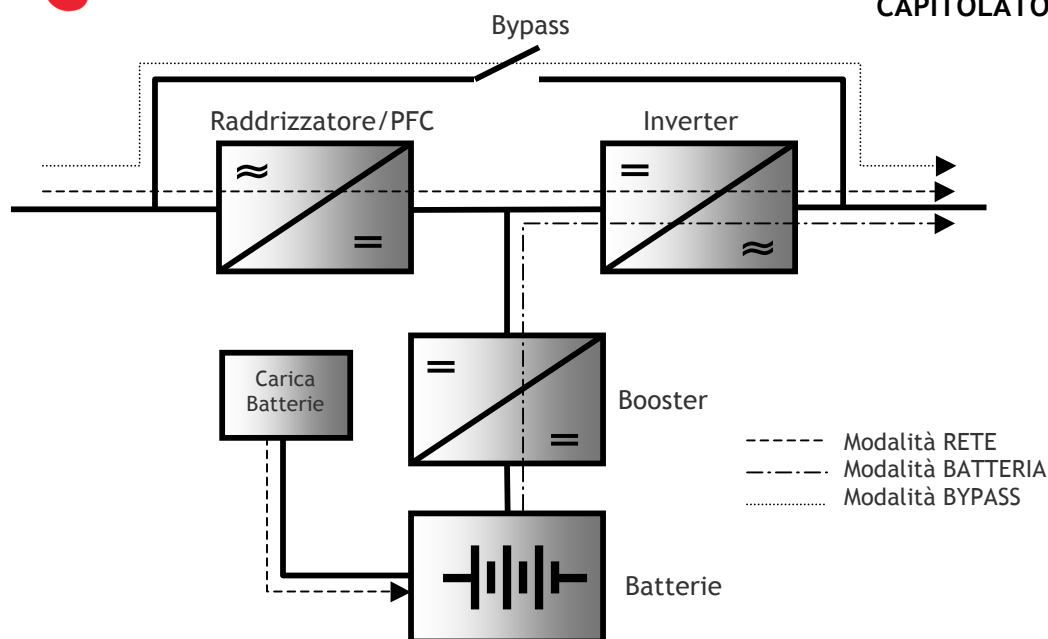 CAPITOLATO
Bypass
Raddrizzatore/PFC
Inverter
Carica
Batterie
Booster
Modalità RETE
Modalità BATTERIA
Modalità BYPASS
Batterie